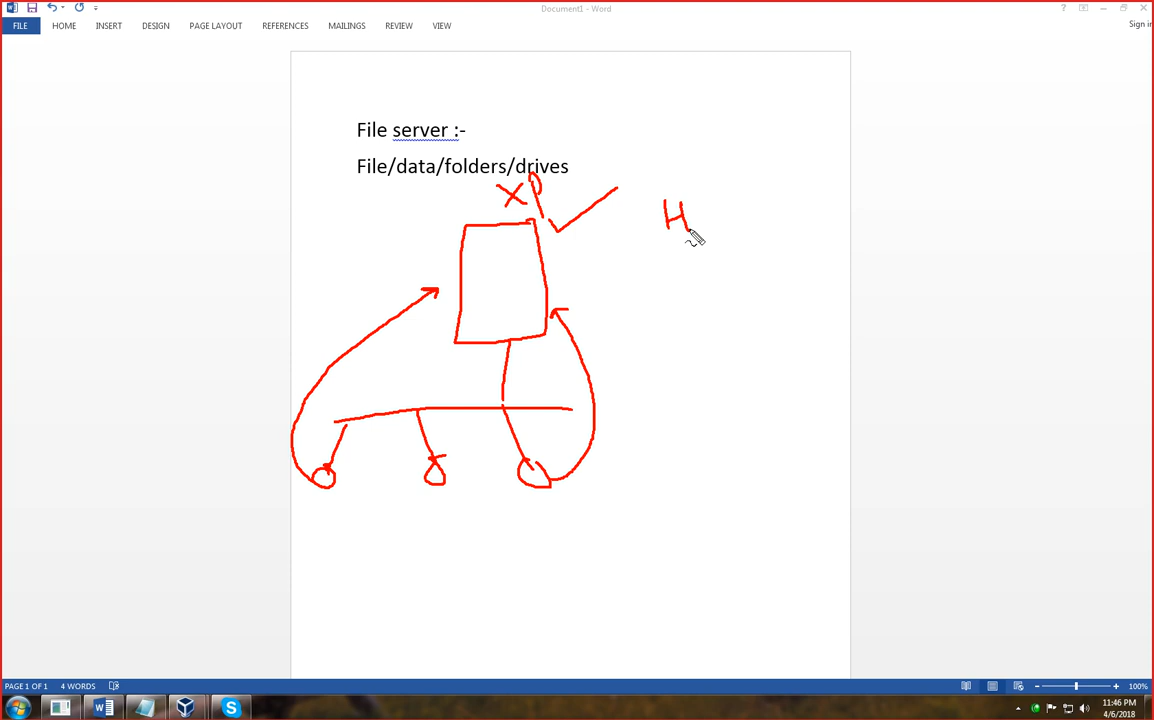 Document1 - Word
FILE HOME INSERT DESIGN PAGE LAYOUT REFERENCES MAILINGS REVIEW VIEW
Sign in
File server :-
File/data/folders/drives
XP
H
PAGE 1 OF 1 4 WORDS
100%
11:46 PM
4/6/2018